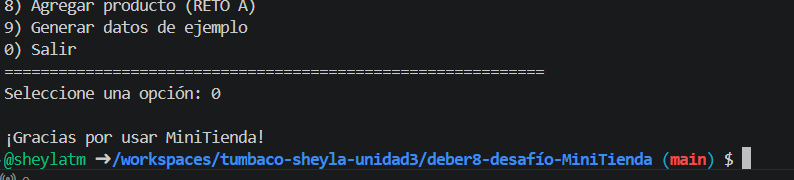 8) Agregar producto (RETO A)
9) Generar datos de ejemplo
0) Salir
============================================================
Seleccione una opción: 0
¡Gracias por usar MiniTienda!
@sheylatm ➜/workspaces/tumbaco-sheyla-unidad3/deber8-desafío-MiniTienda (main) $